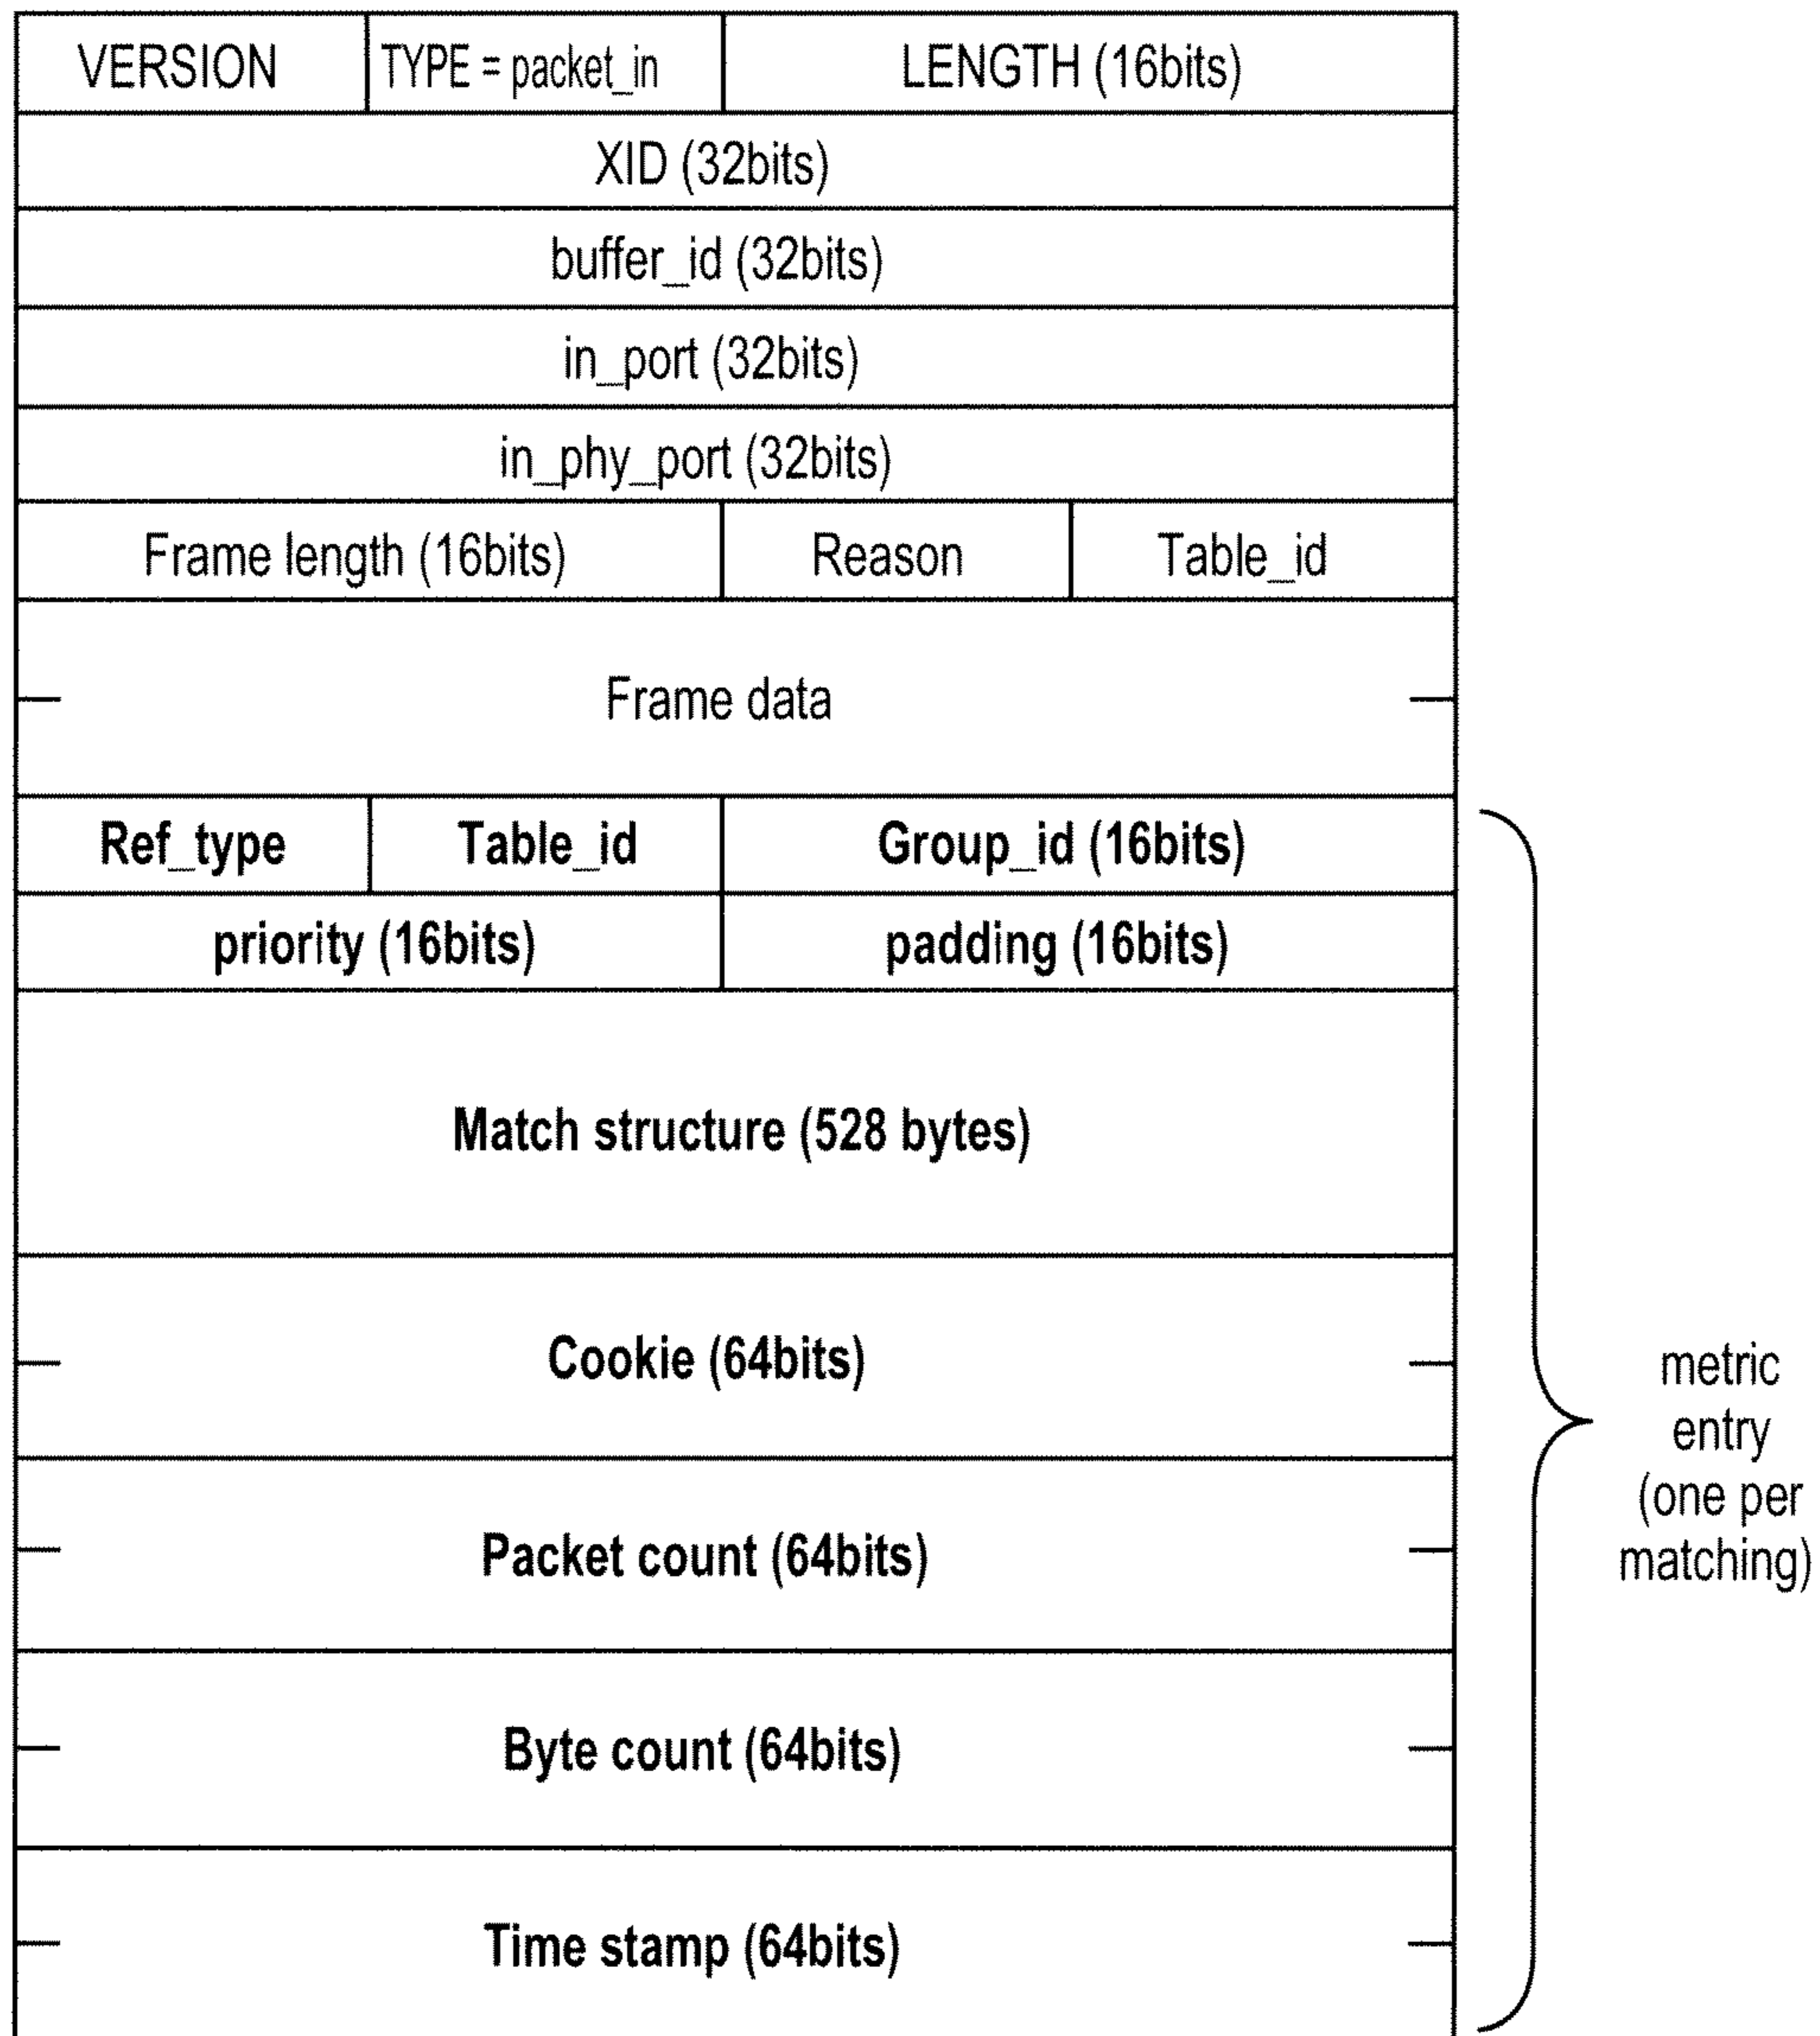 VERSION TYPE = packet_in LENGTH (16bits)
XID (32bits)
buffer_id (32bits)
in_port (32bits)
in_phy_port (32bits)
Frame length (16bits) Reason Table_id
Frame data
Ref_type Table_id Group_id (16bits)
priority (16bits) padding (16bits)
Match structure (528 bytes)
Cookie (64bits)
Packet count (64bits)
Byte count (64bits)
Time stamp (64bits)
metric
entry
(one per
matching)